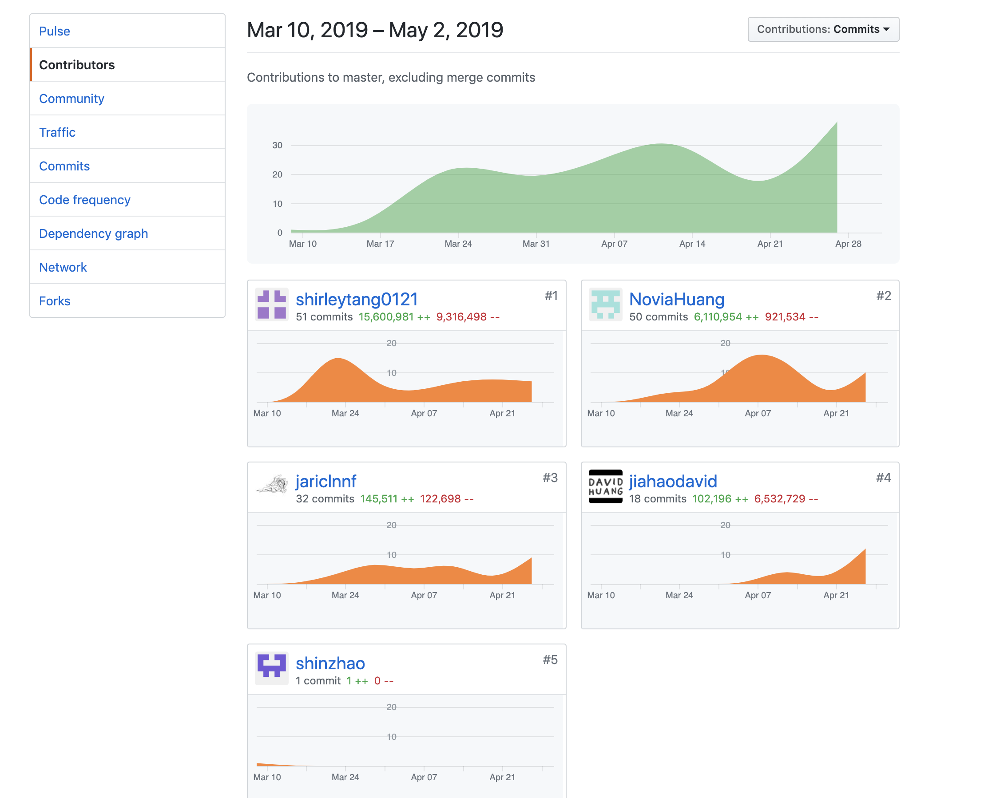 Pulse
Contributors
Community
Traffic
Commits
Code frequency
Dependency graph
Network
Forks
Mar 10, 2019 – May 2, 2019
Contributions: Commits
Contributions to master, excluding merge commits
30
20
10
0
Mar 10 Mar 17 Mar 24 Mar 31 Apr 07 Apr 14 Apr 21 Apr 28
shirleytang0121 #1
51 commits 15,600,981 ++ 9,316,498 --
20
10
Mar 10 Mar 24 Apr 07 Apr 21
NoviaHuang #2
50 commits 6,110,954 ++ 921,534 --
20
10
Mar 10 Mar 24 Apr 07 Apr 21
jariclnnf #3
32 commits 145,511 ++ 122,698 --
20
10
Mar 10 Mar 24 Apr 07 Apr 21
DAVID
HUANG
jiahaodavid #4
18 commits 102,196 ++ 6,532,729 --
20
10
Mar 10 Mar 24 Apr 07 Apr 21
shinzhao #5
1 commit 1 ++ 0 --
20
10
Mar 10 Mar 24 Apr 07 Apr 21